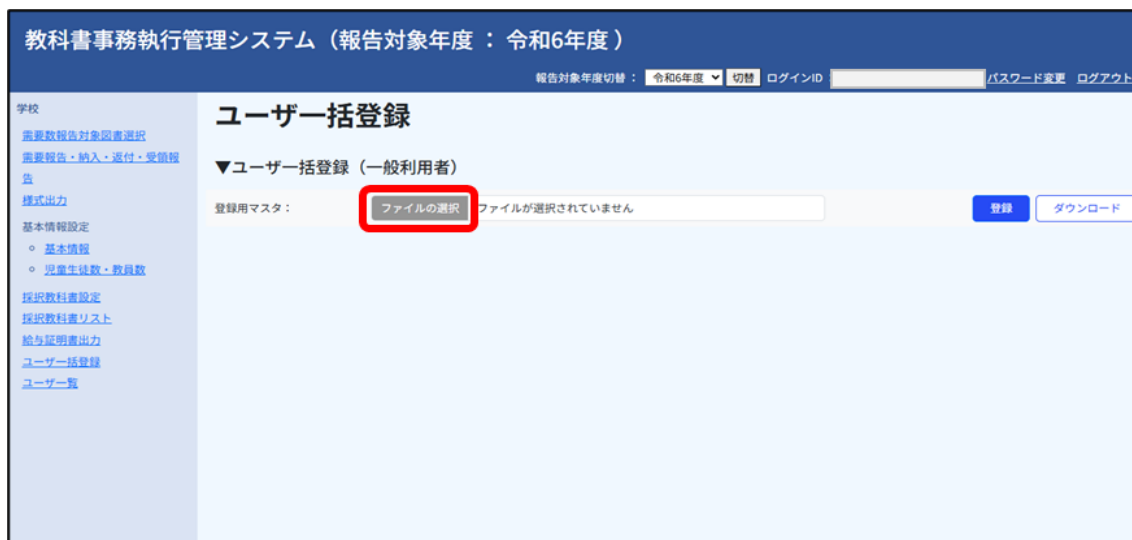 教科書事務執行管理システム（報告対象年度 ： 令和6年度 ）
報告対象年度切替 ： 令和6年度 切替 ログインID パスワード変更 ログアウト
学校
需要数報告対象図書選択
需要報告・納入・返付・受領報
告
様式出力
基本情報設定
基本情報
児童生徒数・教員数
採択教科書設定
採択教科書リスト
給与証明書出力
ユーザ一括登録
ユーザ一覧
ユーザ一括登録
▼ユーザ一括登録（一般利用者）
登録用マスタ： ファイルの選択 ファイルが選択されていません 登録 ダウンロード